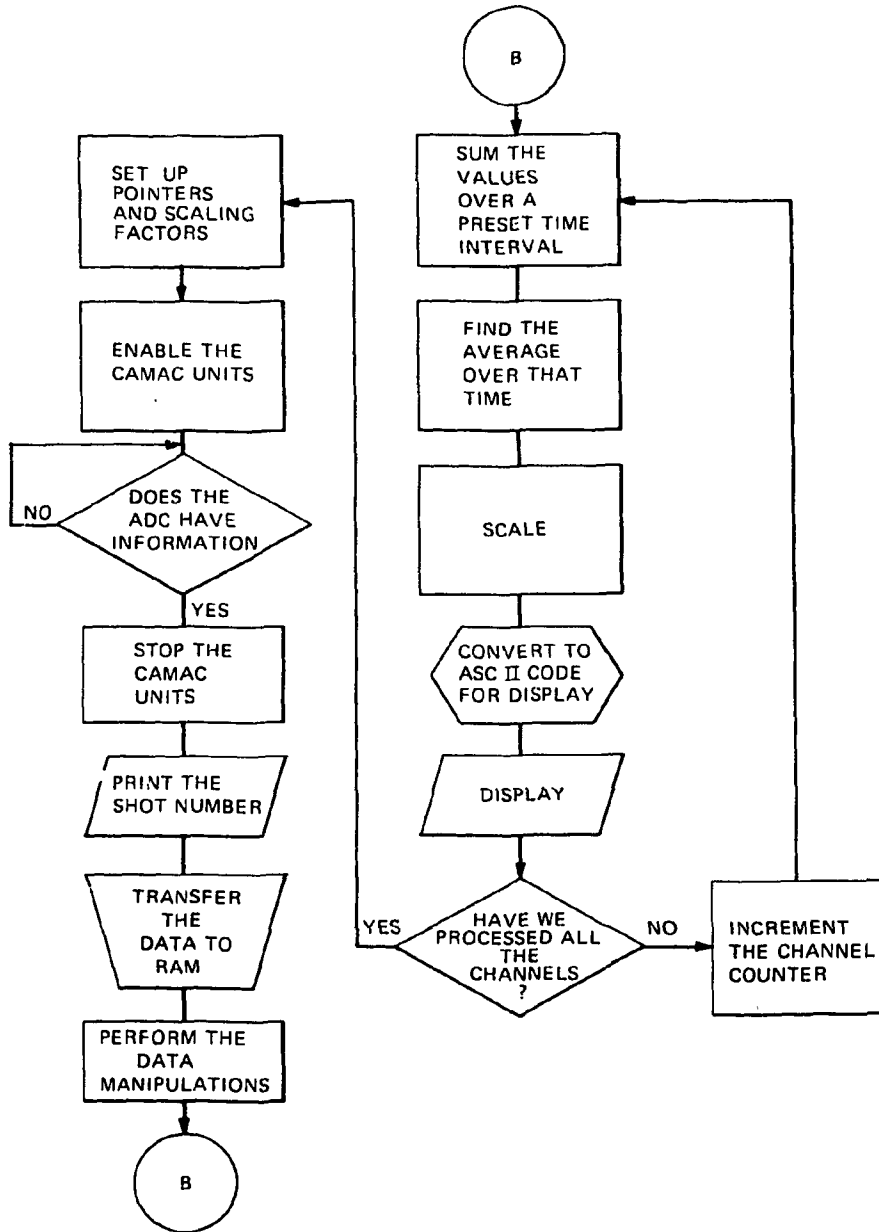 SET UP
POINTERS
AND SCALING
FACTORS
ENABLE THE
CAMAC UNITS
DOES THE
ADC HAVE
INFORMATION
NO
YES
STOP THE
CAMAC
UNITS
PRINT THE
SHOT NUMBER
TRANSFER
THE
DATA TO
RAM
PERFORM THE
DATA
MANIPULATIONS
B
B
SUM THE
VALUES
OVER A
PRESET TIME
INTERVAL
FIND THE
AVERAGE
OVER THAT
TIME
SCALE
CONVERT TO
ASC II CODE
FOR DISPLAY
DISPLAY
HAVE WE
PROCESSED ALL
THE
CHANNELS
?
YES
NO
INCREMENT
THE CHANNEL
COUNTER